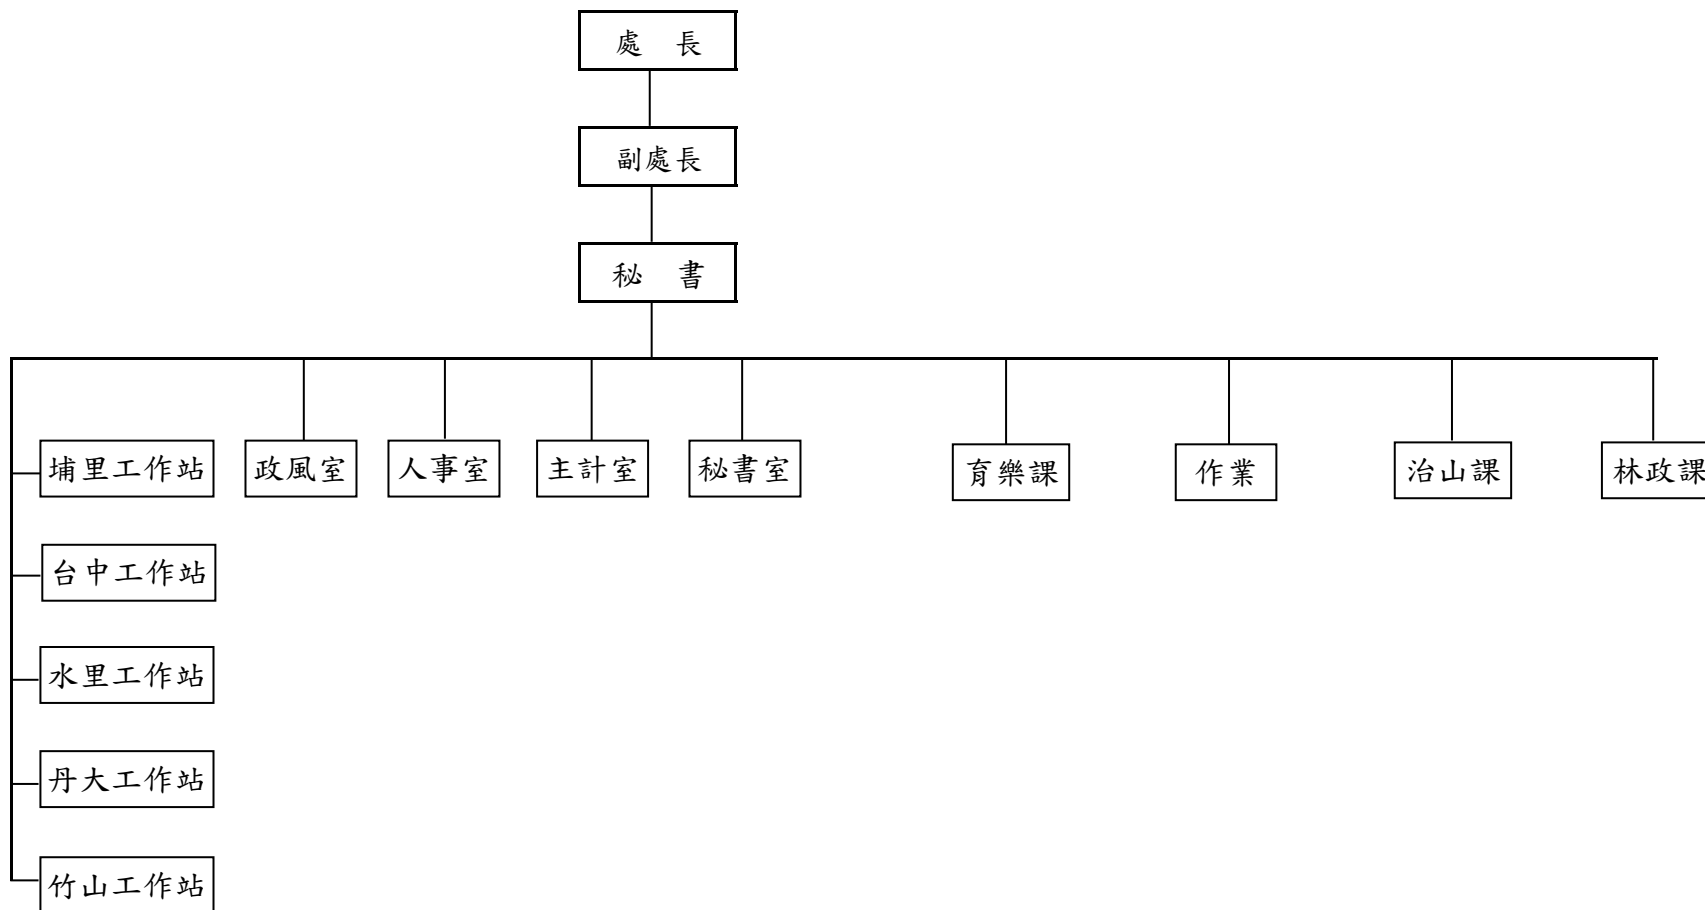 處 長
副處長
秘 書
埔里工作站
政風室
人事室
主計室
秘書室
育樂課
作業
治山課
林政課
台中工作站
水里工作站
丹大工作站
竹山工作站